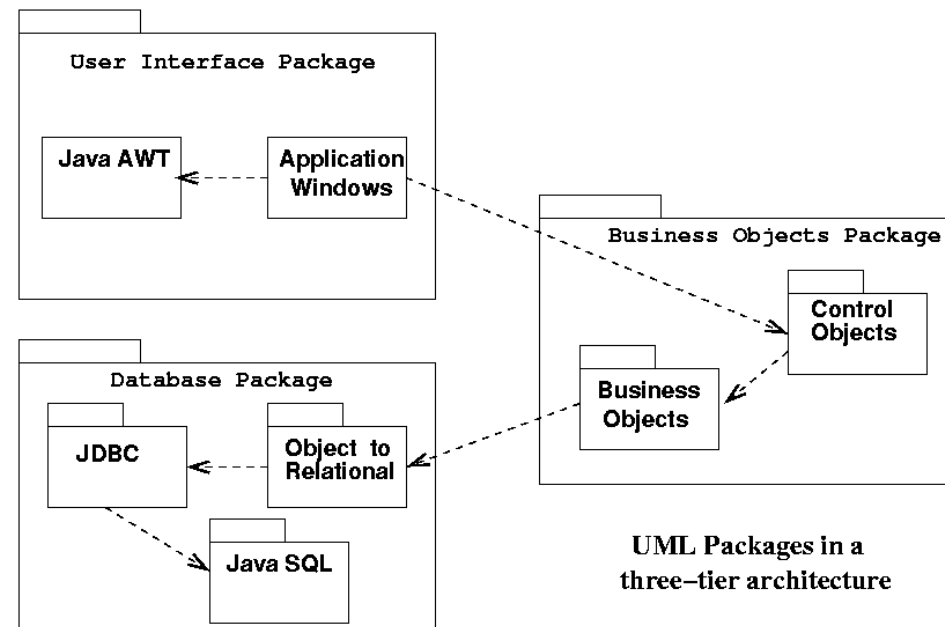 User Interface Package
Java AWT
Application
Windows
Business Objects Package
Control
Objects
Business
Objects
Database Package
JDBC
Object to
Relational
Java SQL
UML Packages in a
three-tier architecture